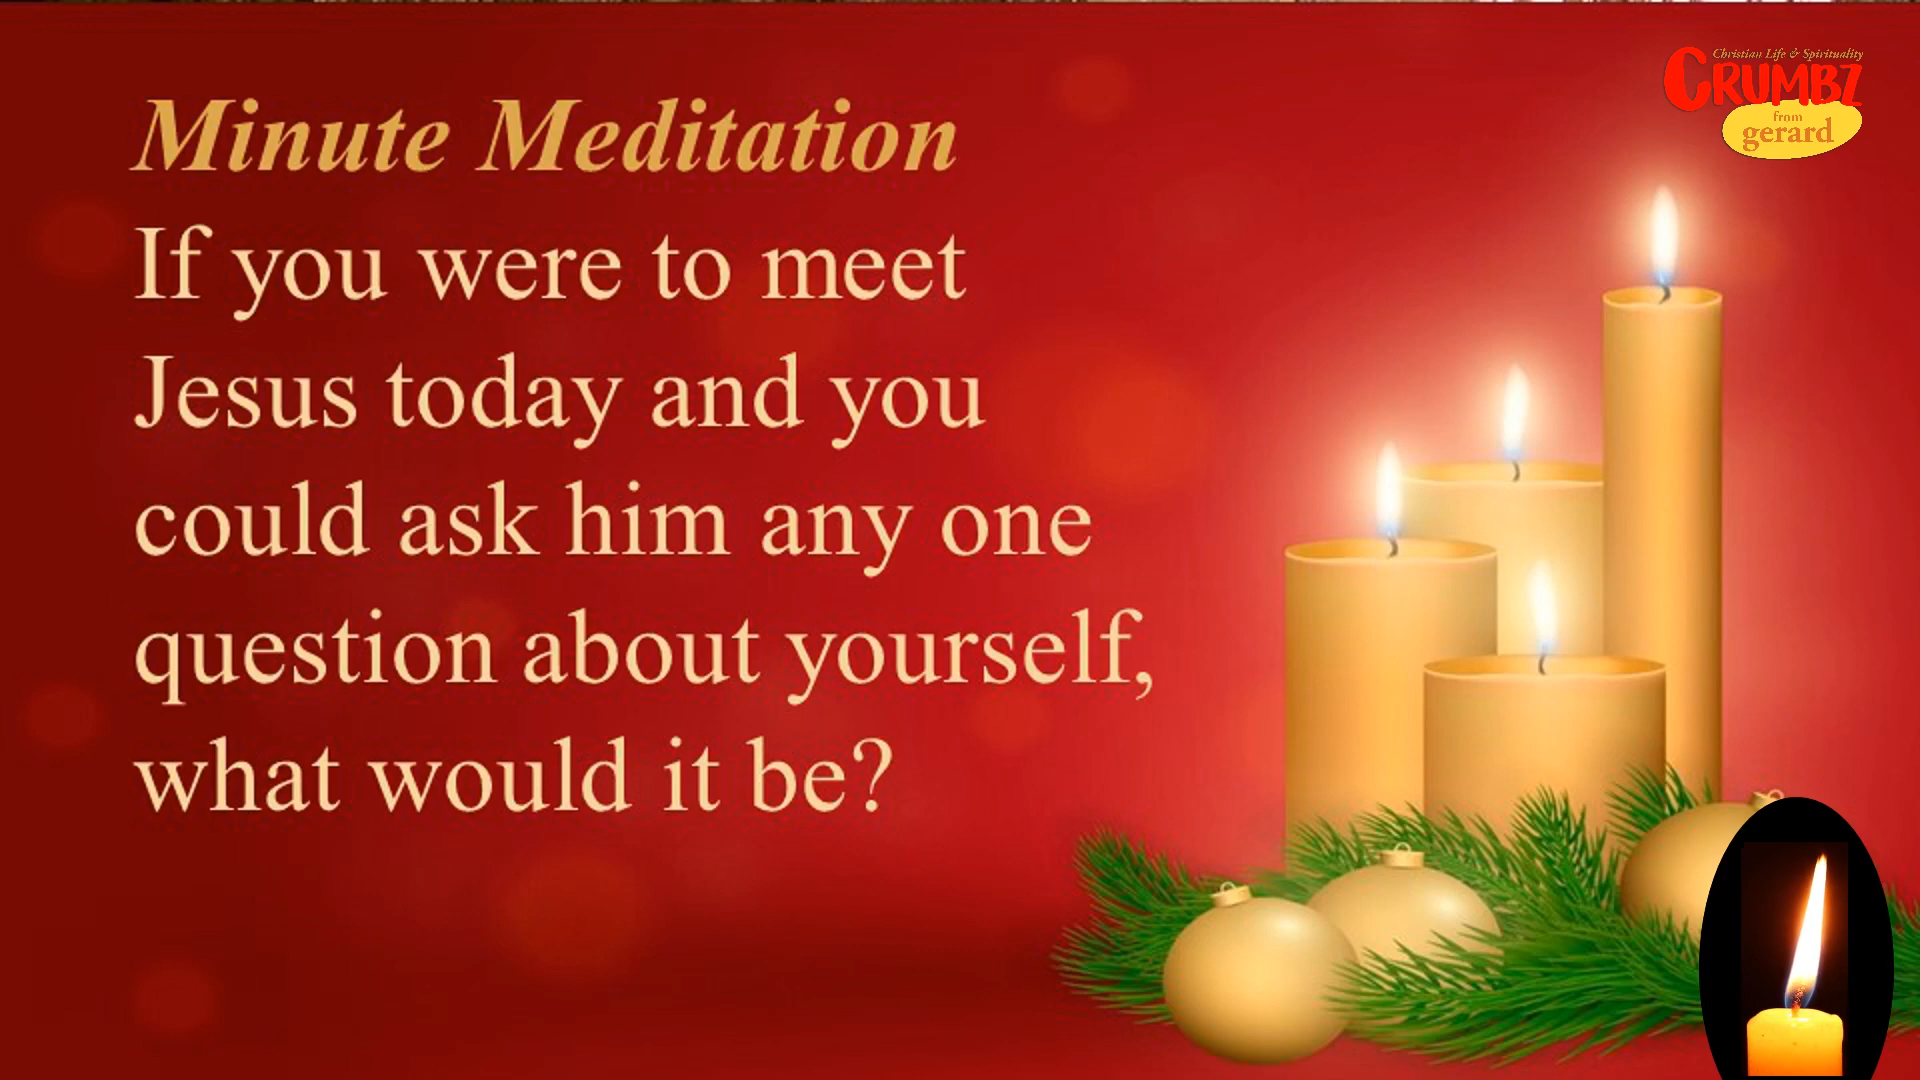 Minute Meditation
If you were to meet
Jesus today and you
could ask him any one
question about yourself,
what would it be?
Christian Life & Spirituality
CRUMBZ
from
gerard